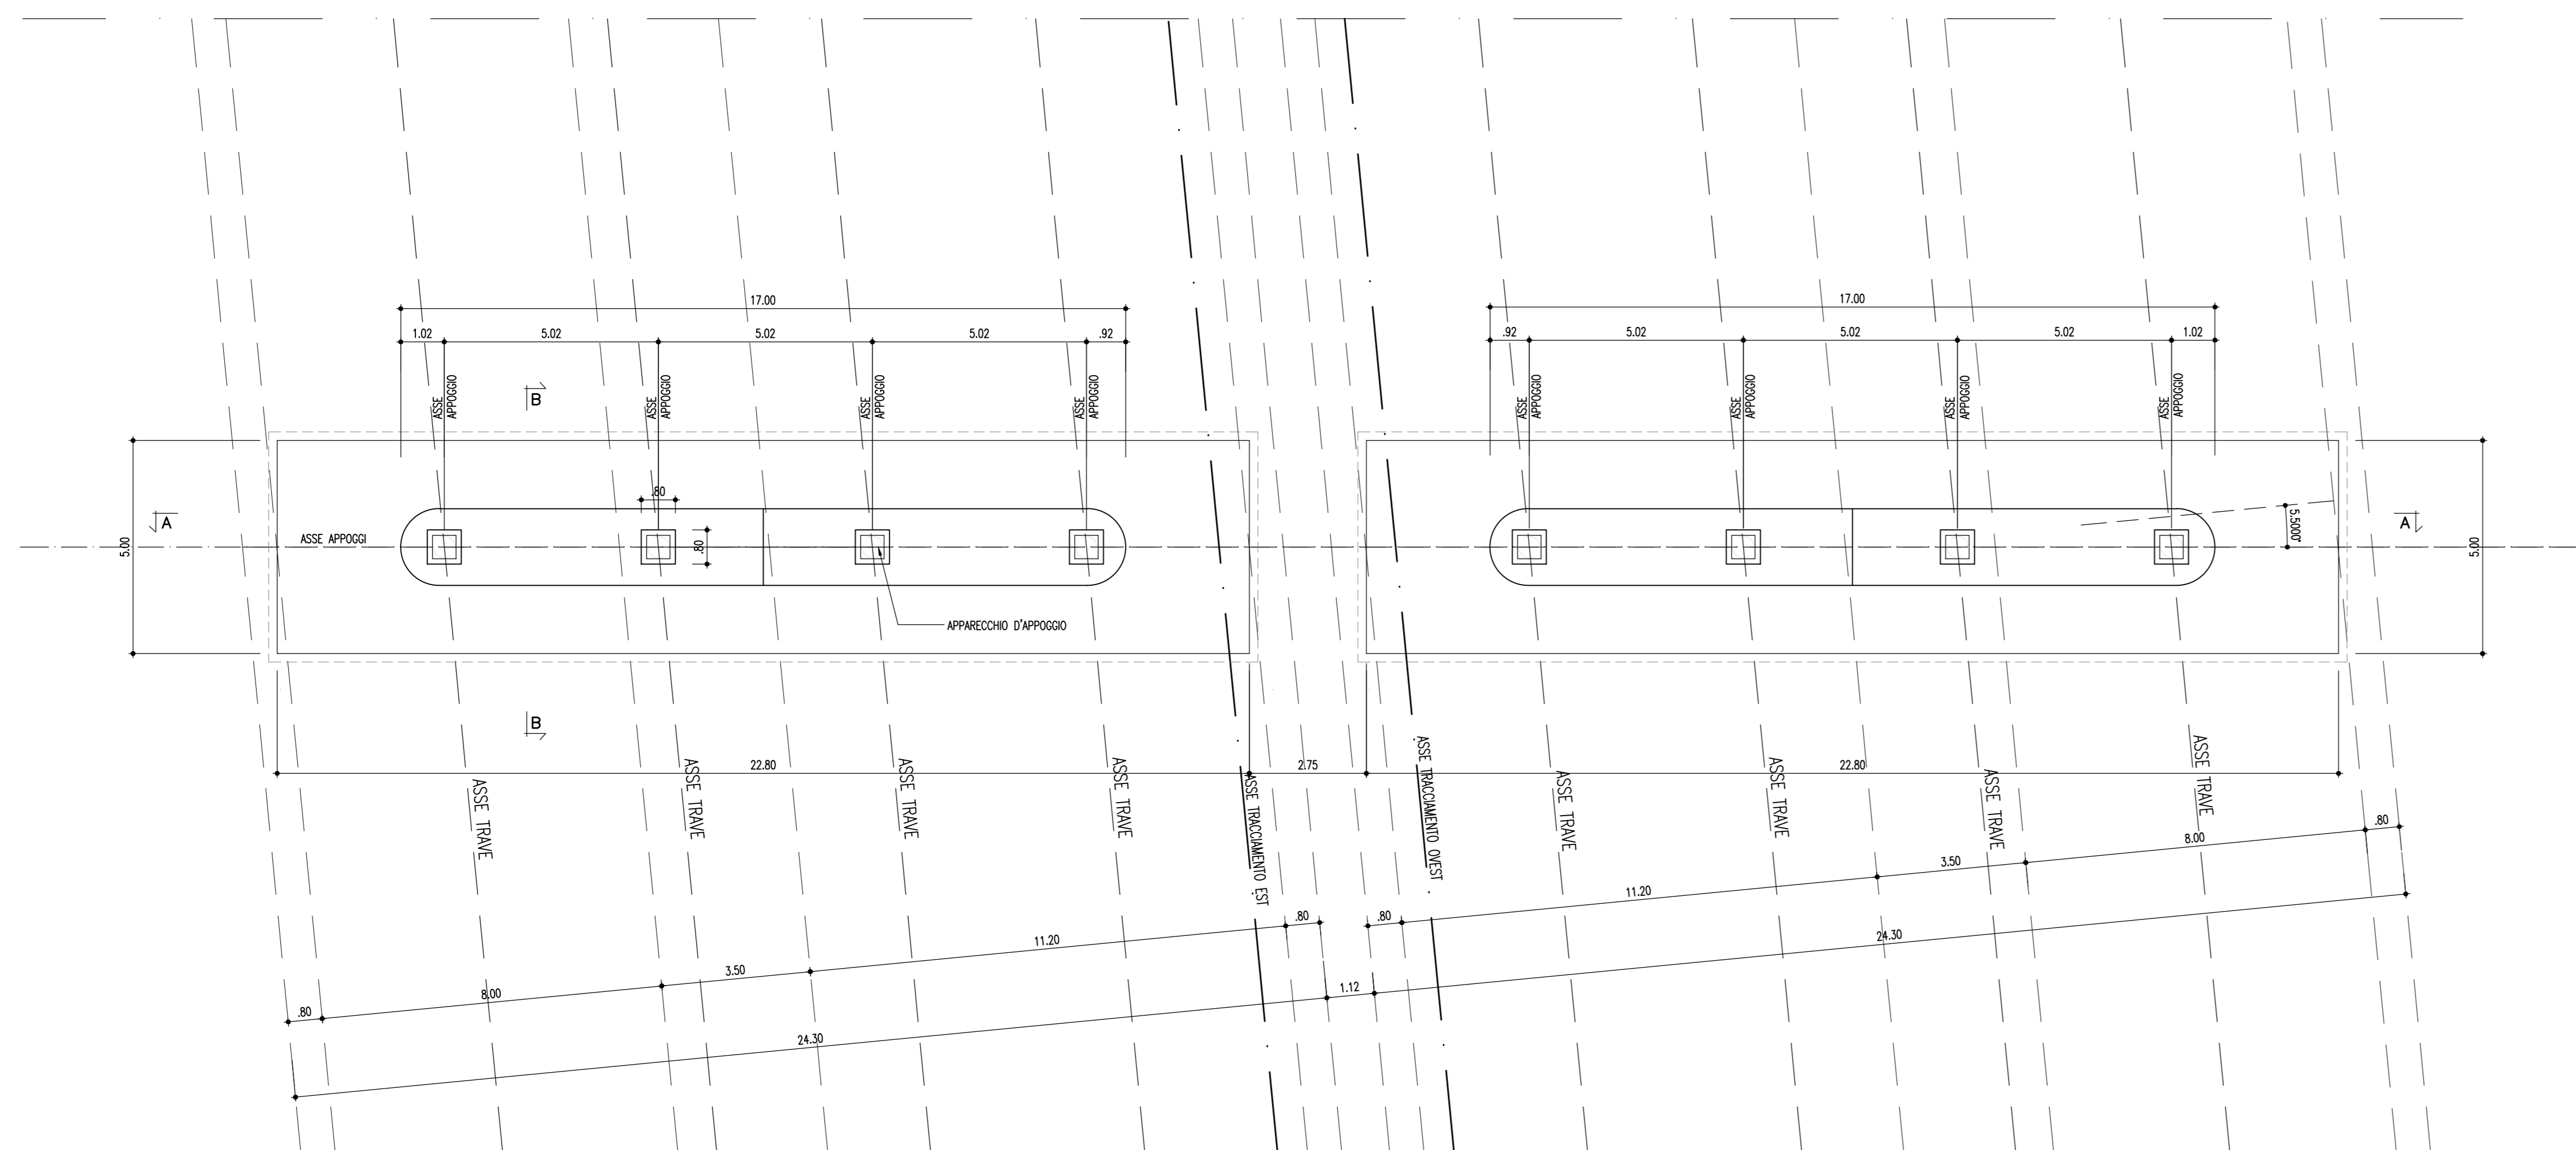 17.00
17.00
1.02
5.02
5.02
5.02
.92
.92
5.02
5.02
5.02
1.02
ASSE
APPOGGIO
ASSE
APPOGGIO
ASSE
APPOGGIO
ASSE
APPOGGIO
ASSE
APPOGGIO
ASSE
APPOGGIO
ASSE
APPOGGIO
ASSE
APPOGGIO
B
.80
A
A
5.5000°
5.00
ASSE APPOGGI
.80
5.00
APPARECCHIO D'APPOGGIO
B
22.80
2.75
22.80
ASSE TRAVE
ASSE TRAVE
ASSE TRAVE
ASSE TRAVE
ASSE TRACCIAMENTO EST
ASSE TRACCIAMENTO OVEST
ASSE TRAVE
ASSE TRAVE
ASSE TRAVE
ASSE TRAVE
.80
8.00
3.50
11.20
.80
.80
11.20
3.50
8.00
.80
24.30
1.12
24.30